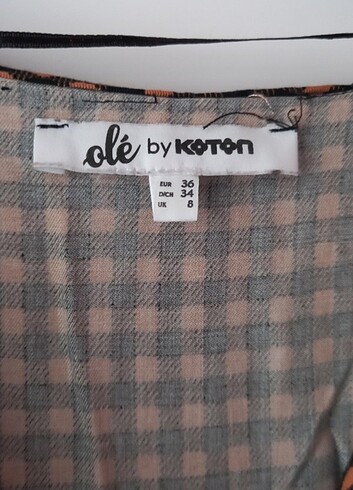 olé by KOTON
EUR 36
D/CH 34
UK 8